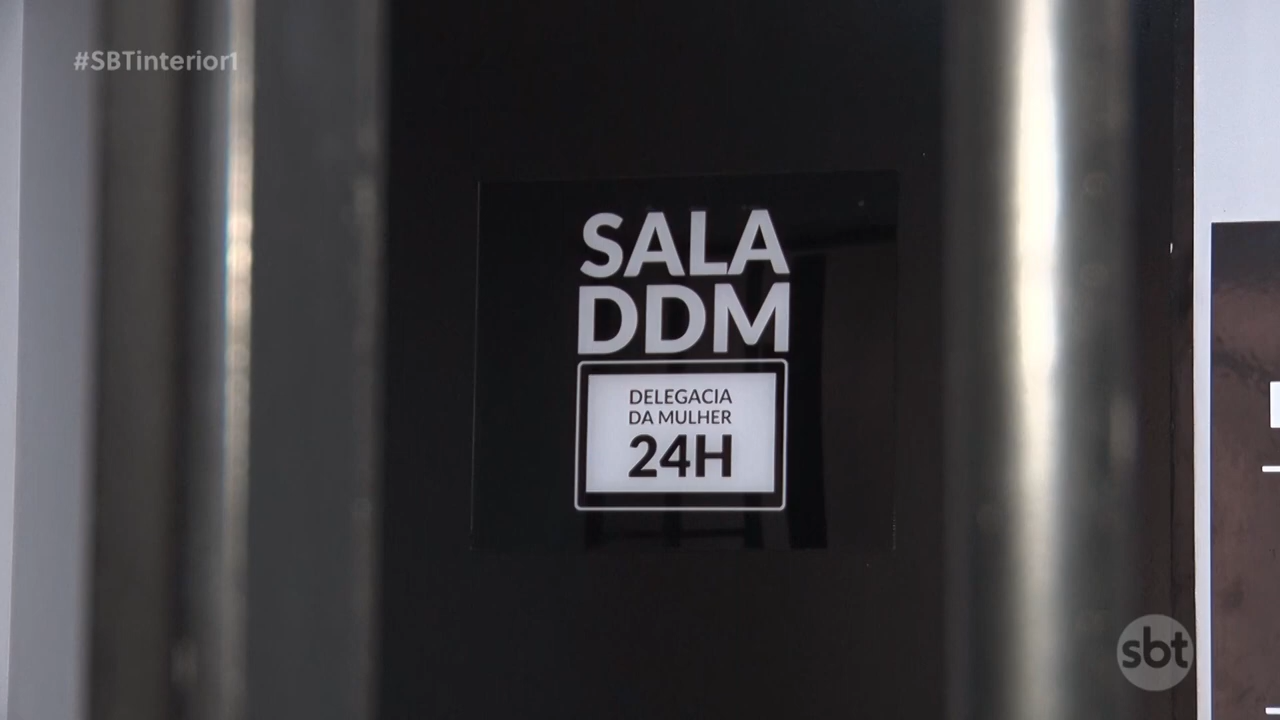 #SBTinterior1
SALA
DDM
DELEGACIA
DA MULHER
24H
sbt